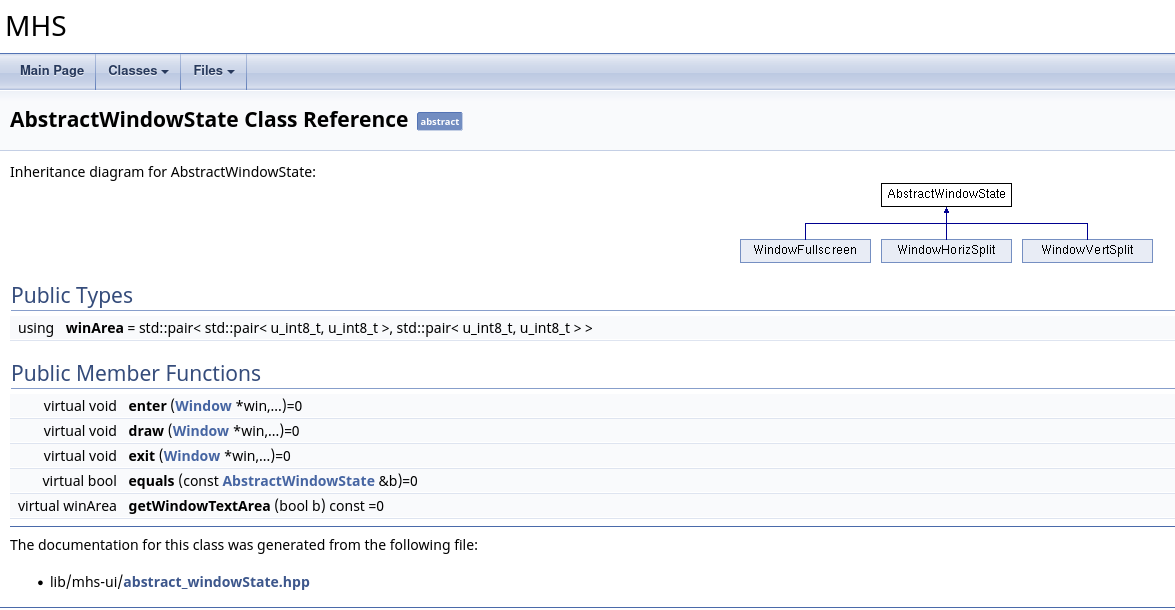 MHS
Main Page Classes Files
AbstractWindowState Class Reference abstract
Inheritance diagram for AbstractWindowState:
AbstractWindowState
WindowFullscreen WindowHorizSplit WindowVertSplit
Public Types
using winArea = std::pair< std::pair< u_int8_t, u_int8_t >, std::pair< u_int8_t, u_int8_t > >
Public Member Functions
virtual void enter (Window *win,...)=0
virtual void draw (Window *win,...)=0
virtual void exit (Window *win,...)=0
virtual bool equals (const AbstractWindowState &b)=0
virtual winArea getWindowTextArea (bool b) const =0
The documentation for this class was generated from the following file:
• lib/mhs-ui/abstract_windowState.hpp